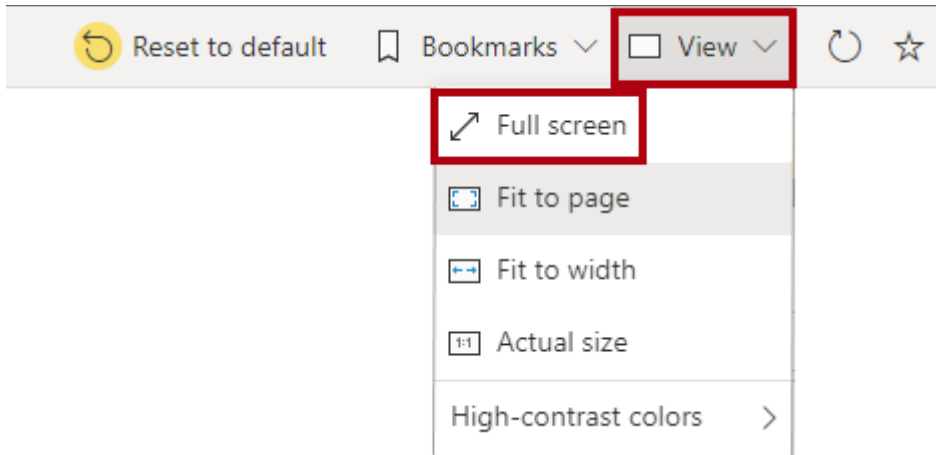 Reset to default Bookmarks View
Full screen
Fit to page
Fit to width
1:1 Actual size
High-contrast colors